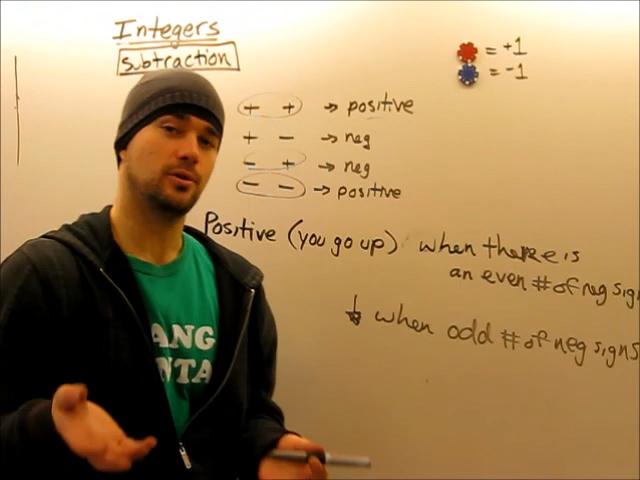 Integers
subtraction
= +1
= -1
+ + → positive
+ - → neg
- + → neg
- - → positive
Positive (you go up) when there is
an even # of neg sign
↓ when odd # of neg signs
ANG
NTA